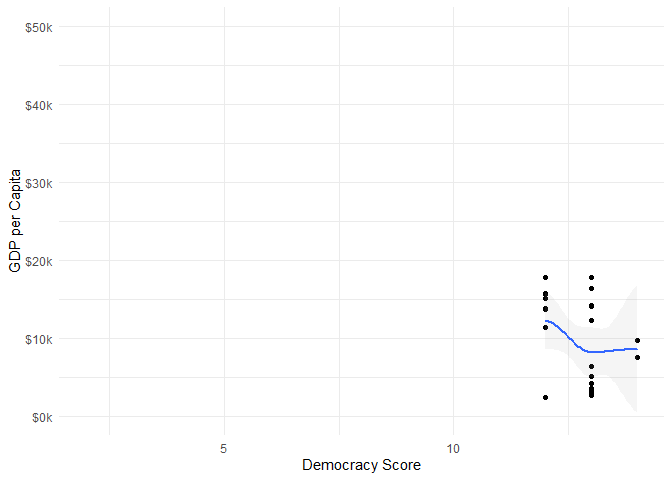 $50k
$40k
$30k
$20k
$10k
$0k
GDP per Capita
5
10
Democracy Score